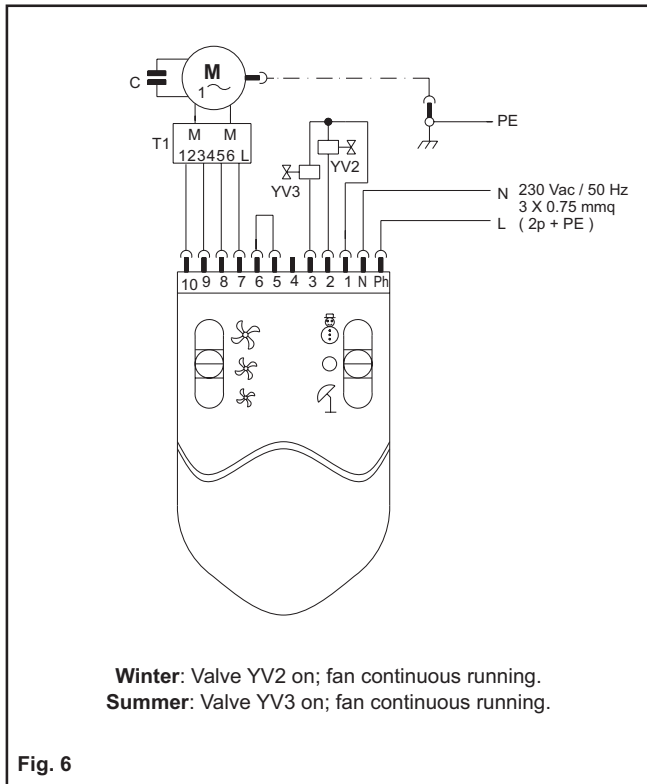 M
1
C
T1
M M
123456 L
PE
YV2
YV3
N 230 Vac / 50 Hz
3 X 0.75 mmq
L ( 2p + PE )
10 9 8 7 6 5 4 3 2 1 N Ph
Winter: Valve YV2 on; fan continuous running.
Summer: Valve YV3 on; fan continuous running.
Fig. 6